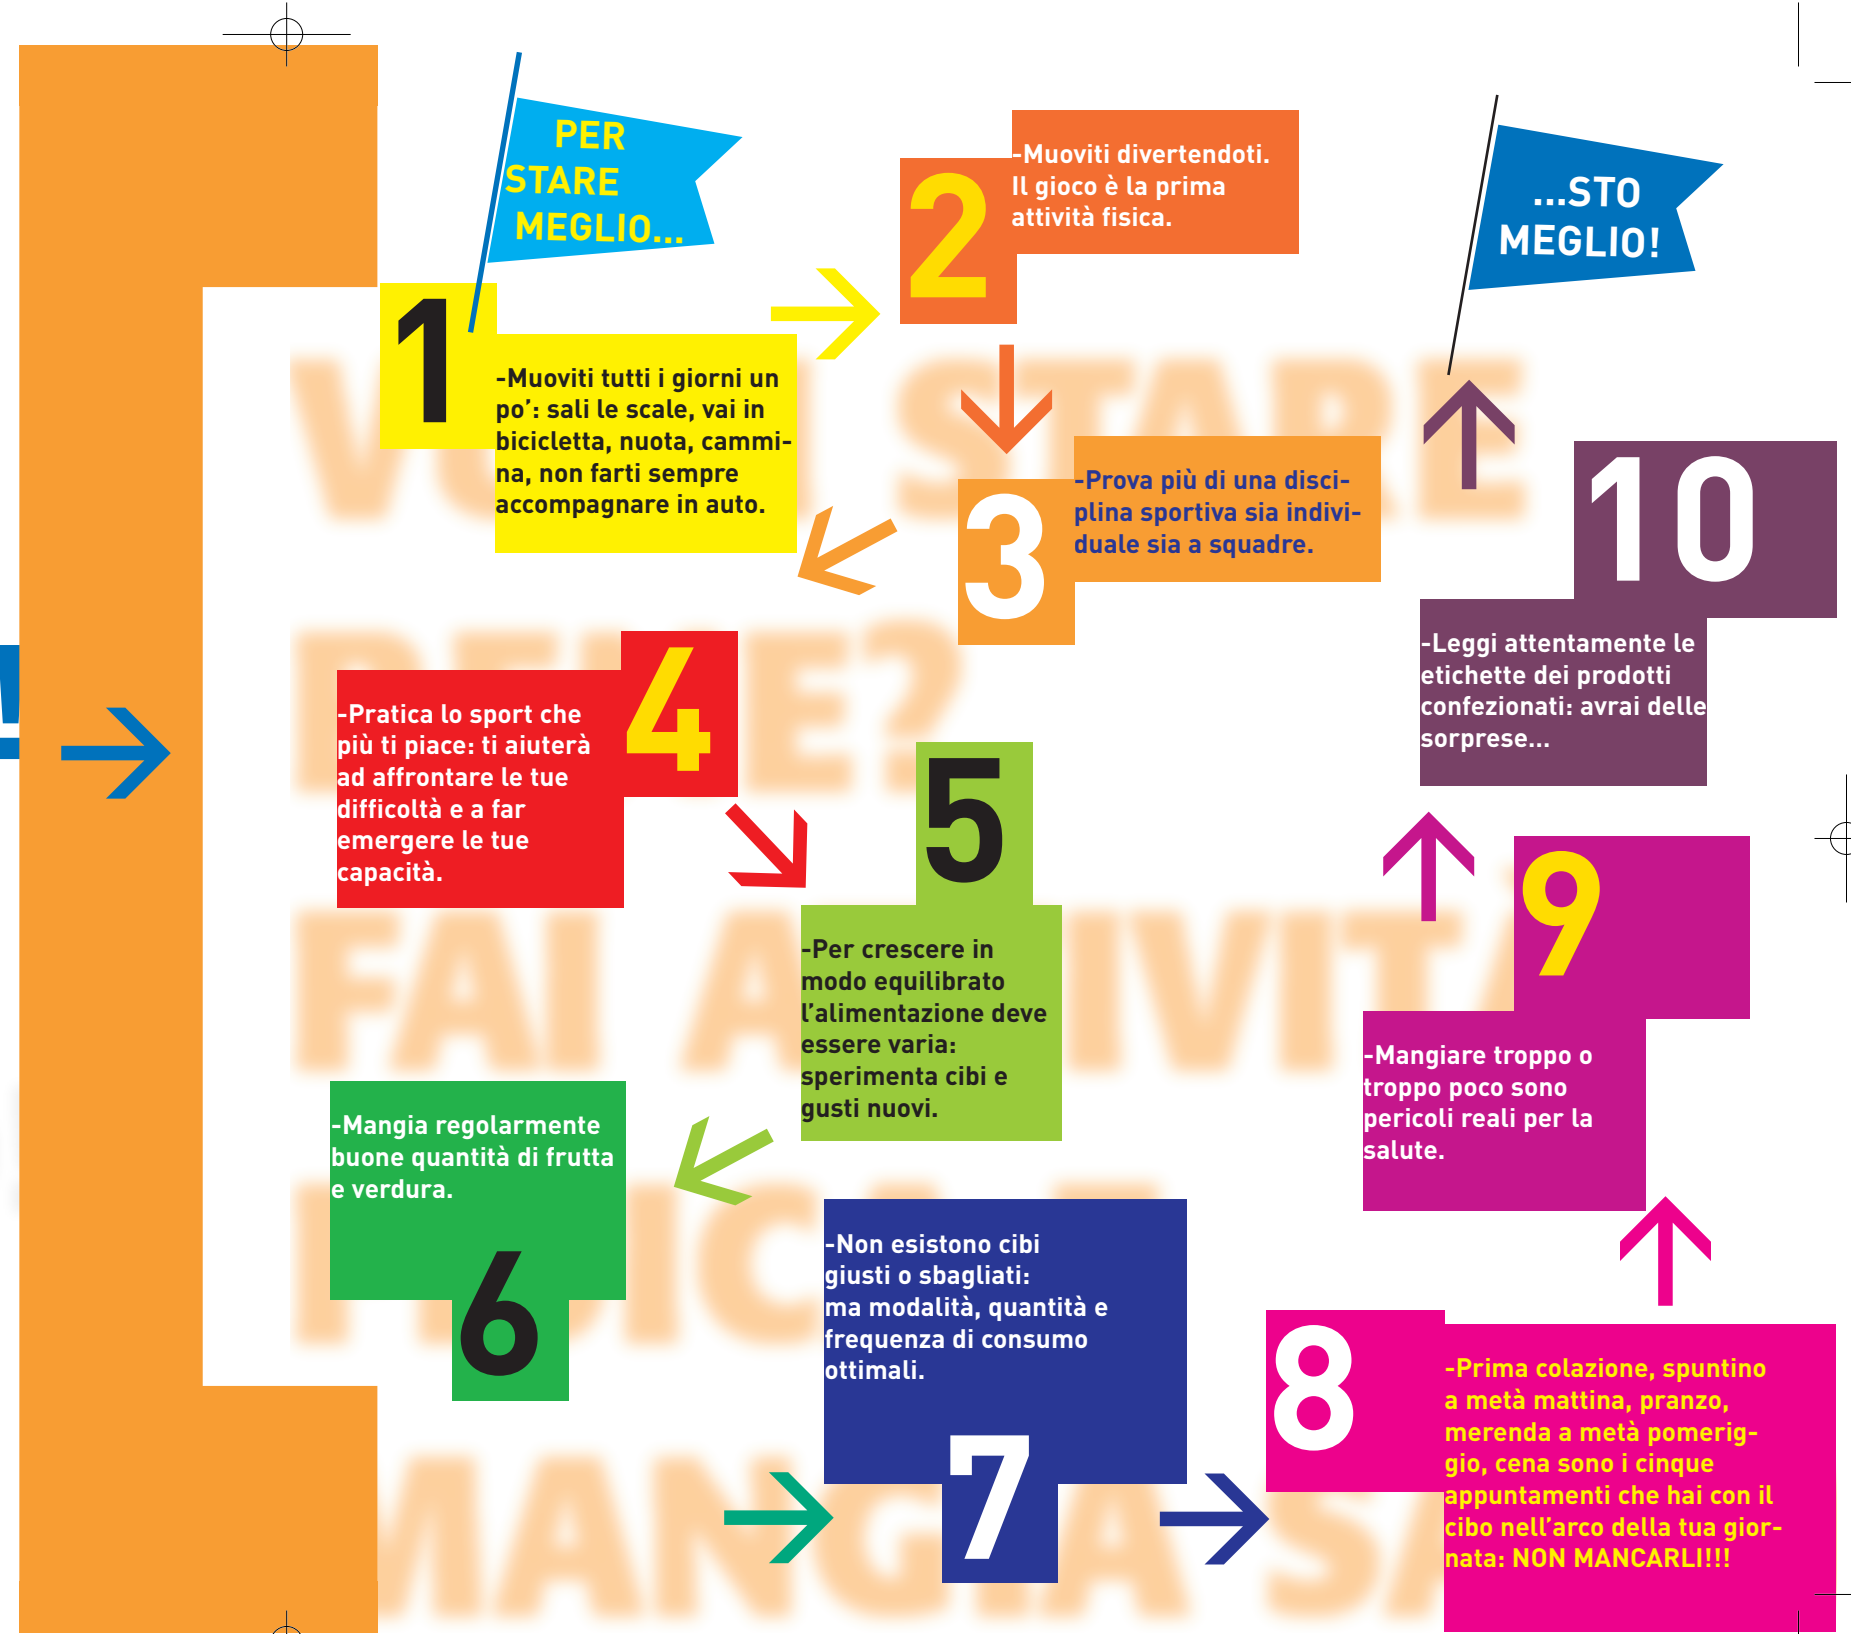 PER
STARE
MEGLIO...
1
-Muoviti tutti i giorni un
po’: sali le scale, vai in
bicicletta, nuota, cammi-
na, non farti sempre
accompagnare in auto.
2
-Muoviti divertendoti.
Il gioco è la prima
attività fisica.
3
-Prova più di una disci-
plina sportiva sia indivi-
duale sia a squadre.
4
-Pratica lo sport che
più ti piace: ti aiuterà
ad affrontare le tue
difficoltà e a far
emergere le tue
capacità.
5
-Per crescere in
modo equilibrato
l’alimentazione deve
essere varia:
sperimenta cibi e
gusti nuovi.
-Mangia regolarmente
buone quantità di frutta
e verdura.
6
-Non esistono cibi
giusti o sbagliati:
ma modalità, quantità e
frequenza di consumo
ottimali.
7
8
-Prima colazione, spuntino
a metà mattina, pranzo,
merenda a metà pomerig-
gio, cena sono i cinque
appuntamenti che hai con il
cibo nell’arco della tua gior-
nata: NON MANCARLI!!!
9
-Mangiare troppo o
troppo poco sono
pericoli reali per la
salute.
10
-Leggi attentamente le
etichette dei prodotti
confezionati: avrai delle
sorprese...
...STO
MEGLIO!
!
STARE
FAI